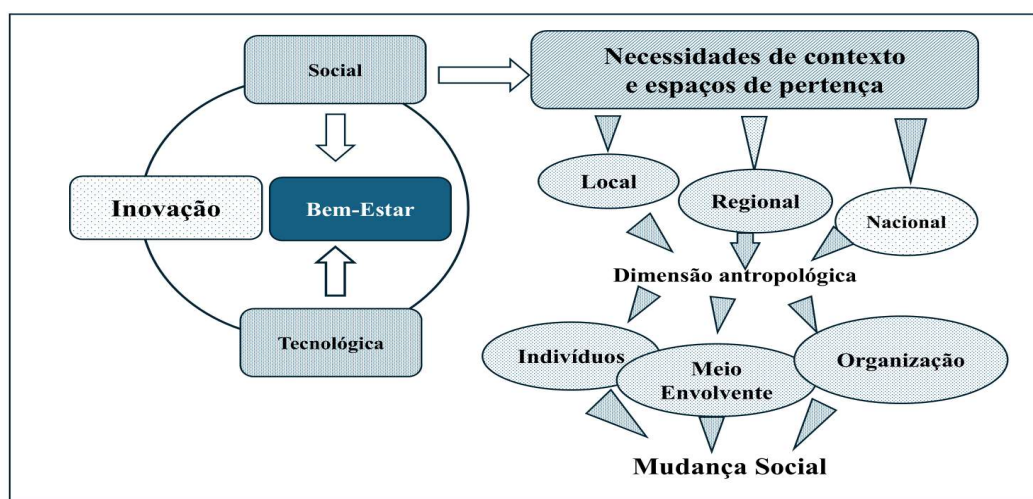 Social
Necessidades de contexto
e espaços de pertença
Inovação
Bem-Estar
Tecnológica
Local
Regional
Nacional
Dimensão antropológica
Indivíduos
Meio
Envolvente
Organização
Mudança Social